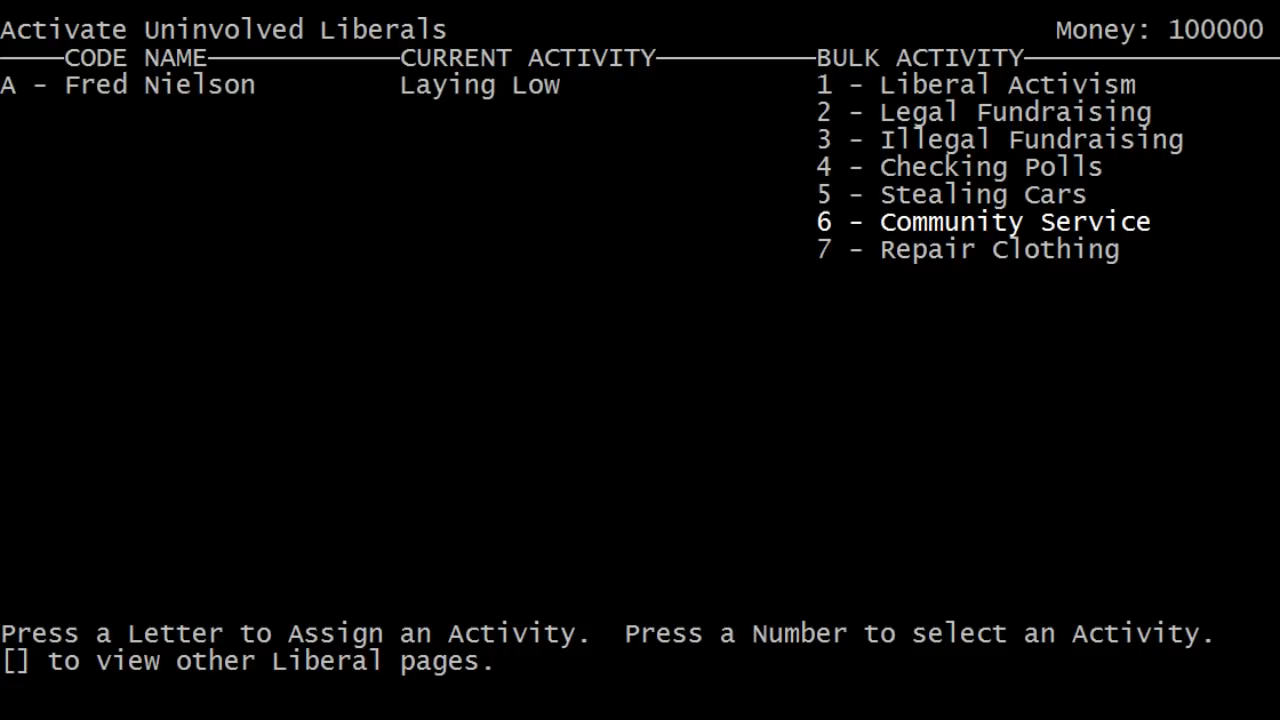 Activate Uninvolved Liberals Money: 100000
CODE NAME CURRENT ACTIVITY BULK ACTIVITY
A - Fred Nielson Laying Low 1 - Liberal Activism
2 - Legal Fundraising
3 - Illegal Fundraising
4 - Checking Polls
5 - Stealing Cars
6 - Community Service
7 - Repair Clothing
Press a Letter to Assign an Activity. Press a Number to select an Activity.
[] to view other Liberal pages.